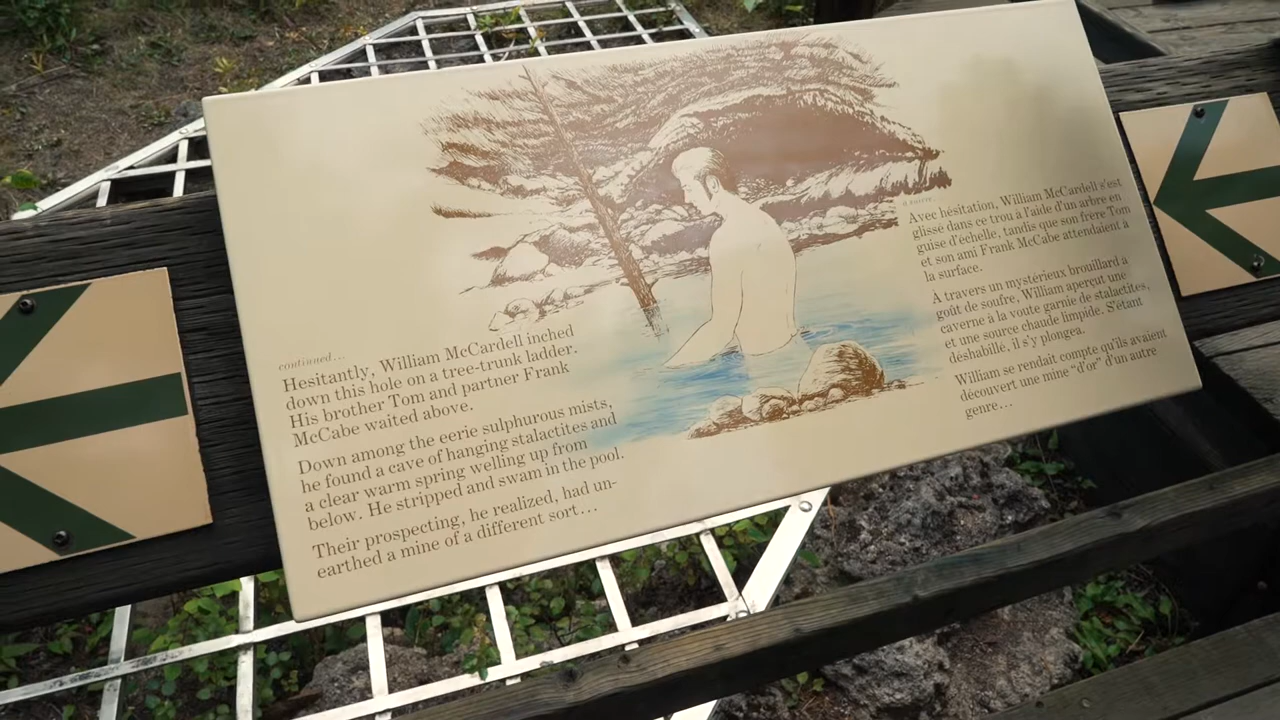 continued...
Hesitantly, William McCardell inched
down this hole on a tree-trunk ladder.
His brother Tom and partner Frank
McCabe waited above.
Down among the eerie sulphurous mists,
he found a cave of hanging stalactites and
a clear warm spring welling up from
below. He stripped and swam in the pool.
Their prospecting, he realized, had un-
earthed a mine of a different sort...
à suivre...
Avec hésitation, William McCardell s'est
glissé dans ce trou à l'aide d'un arbre en
guise d'échelle, tandis que son frère Tom
et son ami Frank McCabe attendaient à
la surface.
A travers un mystérieux brouillard a
goût de soufre, William aperçut une
caverne à la voute garnie de stalactites,
et une source chaude limpide. S'étant
déshabillé, il s'y plongea.
William se rendait compte qu'ils avaient
découvert une mine "d'or" d'un autre
genre...